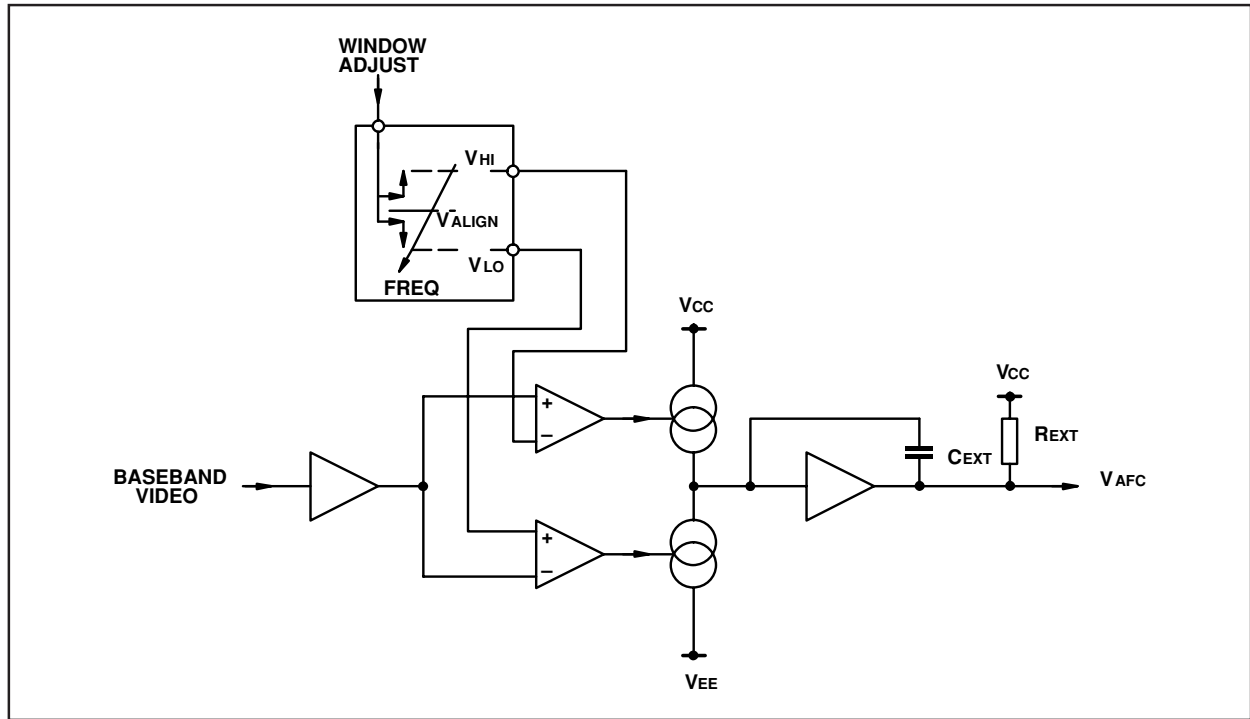 WINDOW
ADJUST
VHI
VALIGN
VLO
FREQ
VCC
VCC
+
−
REXT
CEXT
BASEBAND
VIDEO
VAFC
+
−
VEE